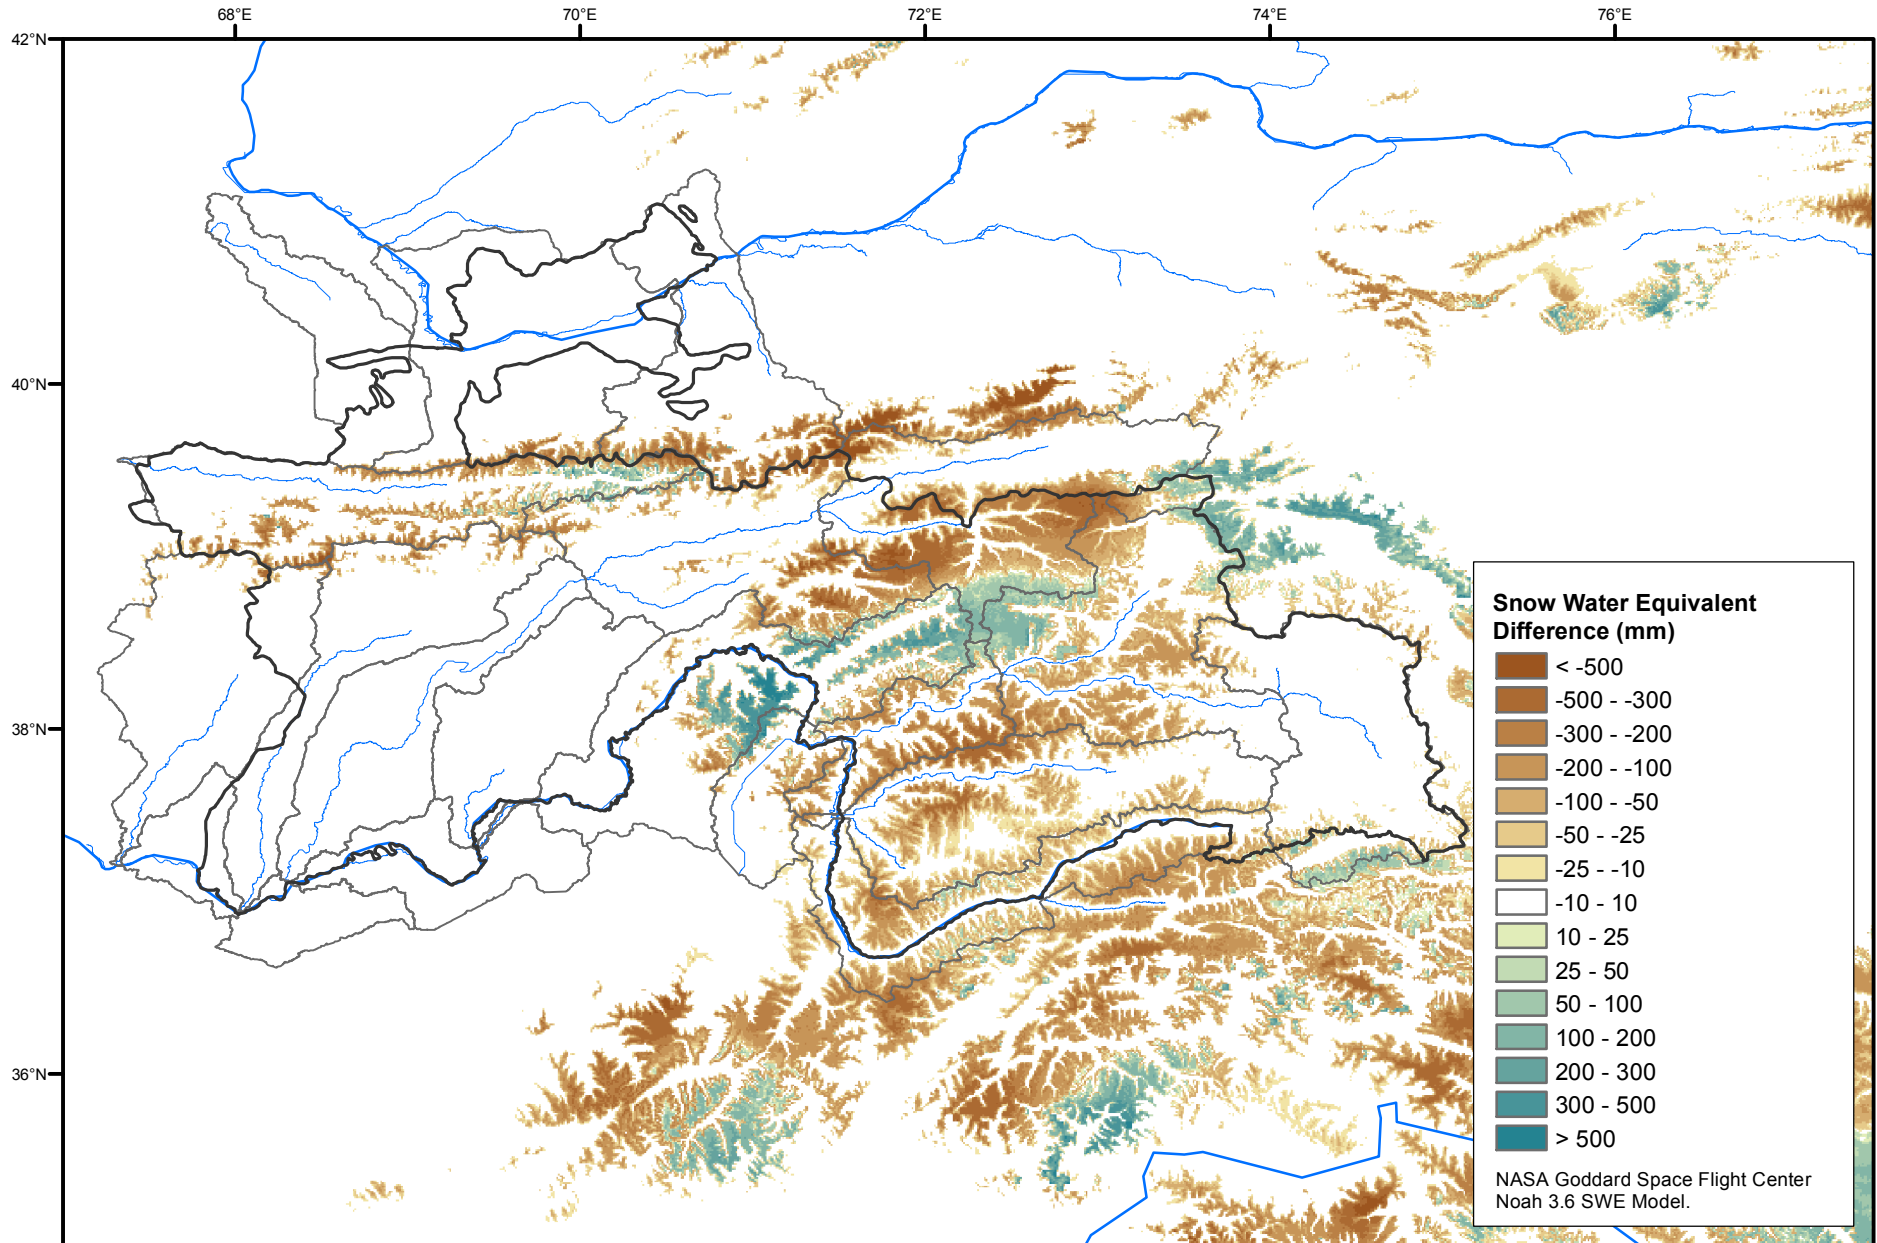 68°E
70°E
72°E
74°E
76°E
42°N
40°N
38°N
36°N
Snow Water Equivalent
Difference (mm)
< -500
-500 - -300
-300 - -200
-200 - -100
-100 - -50
-50 - -25
-25 - -10
-10 - 10
10 - 25
25 - 50
50 - 100
100 - 200
200 - 300
300 - 500
> 500
NASA Goddard Space Flight Center
Noah 3.6 SWE Model.